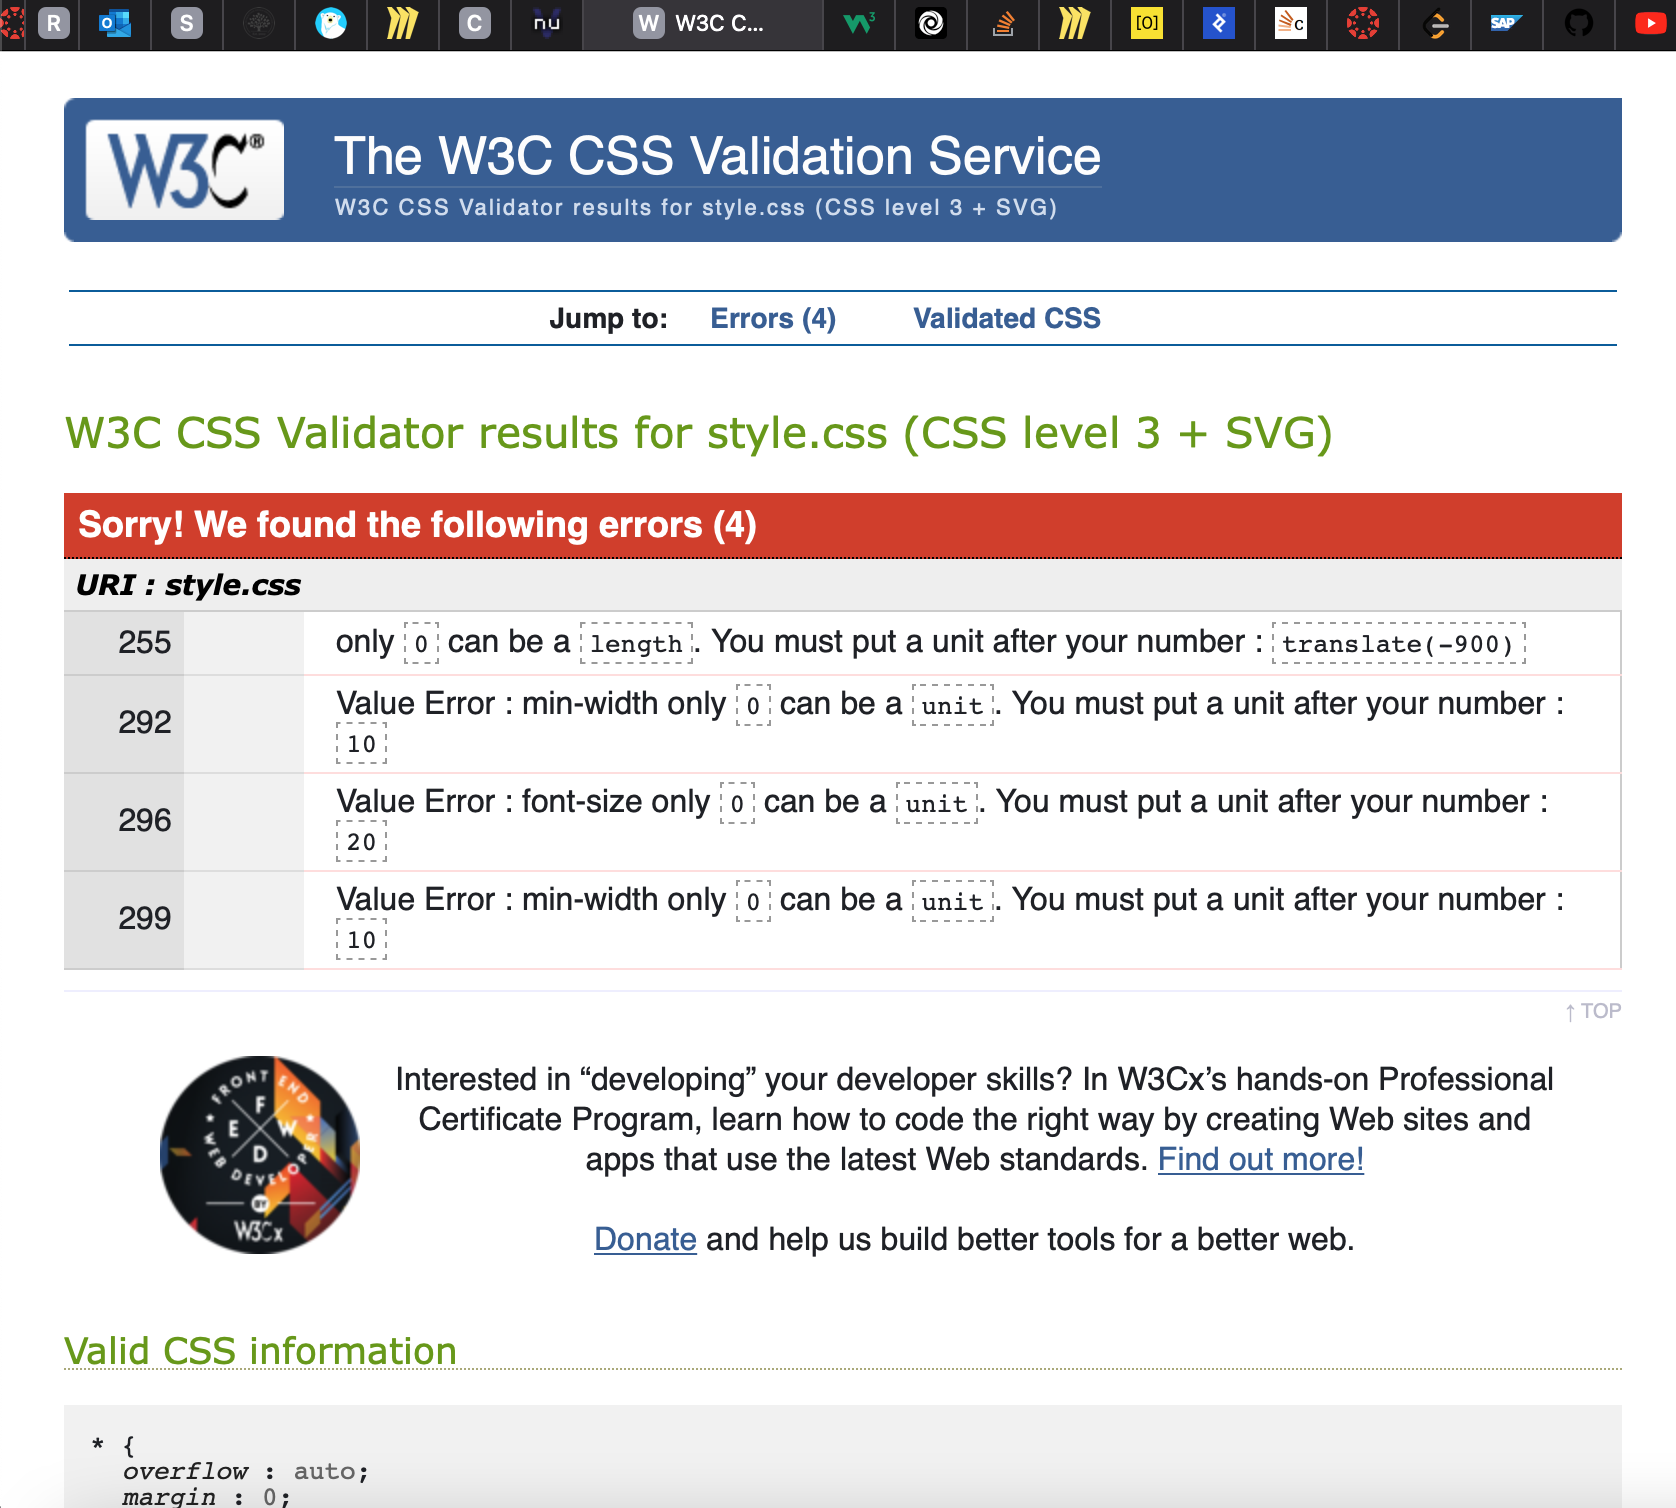 R
S
C
nu
W W3C C...
W3
[O]
C
SAP
W3C®
The W3C CSS Validation Service
W3C CSS Validator results for style.css (CSS level 3 + SVG)
Jump to: Errors (4) Validated CSS
W3C CSS Validator results for style.css (CSS level 3 + SVG)
Sorry! We found the following errors (4)
URI : style.css
255 only 0 can be a length. You must put a unit after your number : translate(-900)
292 Value Error : min-width only 0 can be a unit. You must put a unit after your number :
10
296 Value Error : font-size only 0 can be a unit. You must put a unit after your number :
20
299 Value Error : min-width only 0 can be a unit. You must put a unit after your number :
10
↑ TOP
FRONT END
WEB DEVELOPER
F
E W
D
BY
W3Cx
Interested in “developing” your developer skills? In W3Cx’s hands-on Professional
Certificate Program, learn how to code the right way by creating Web sites and
apps that use the latest Web standards. Find out more!
Donate and help us build better tools for a better web.
Valid CSS information
* {
overflow : auto;
margin : 0;